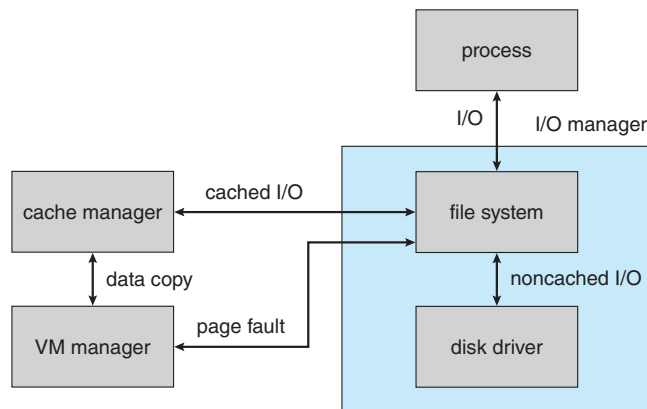 process
I/O
I/O manager
cache manager
cached I/O
file system
data copy
noncached I/O
page fault
VM manager
disk driver